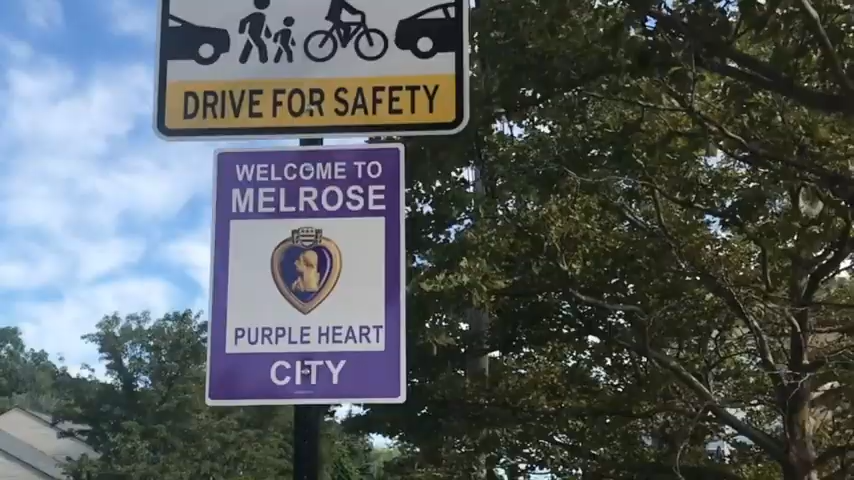 DRIVE FOR SAFETY
WELCOME TO
MELROSE
PURPLE HEART
CITY